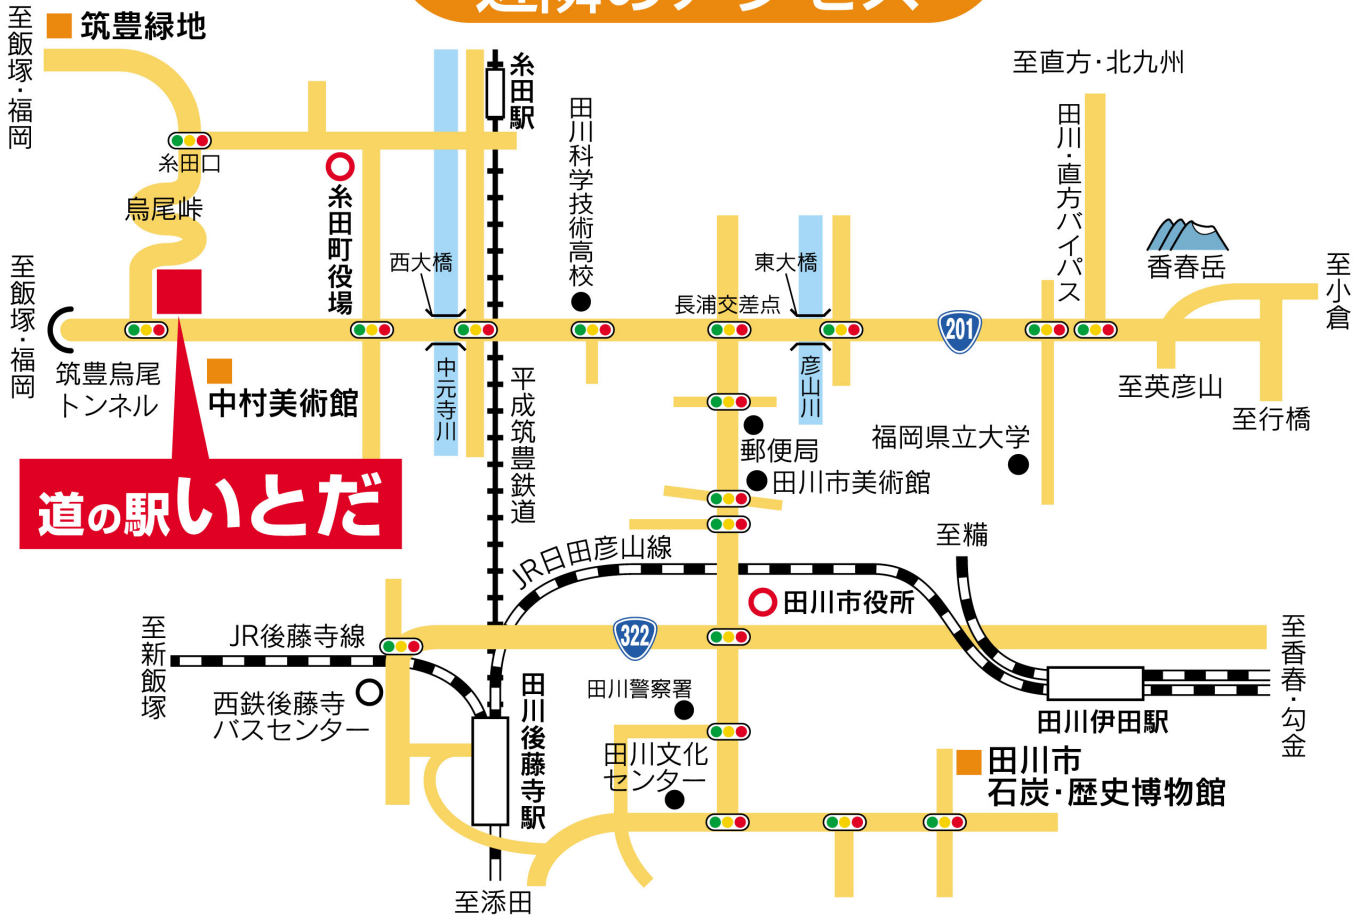 近隣のアクセス
至飯塚・福岡
筑豊緑地
糸田駅
至直方・北九州
田川科学技術高校
田川・直方バイパス
糸田口
糸田町役場
烏尾峠
西大橋
東大橋
香春岳
至小倉
至飯塚・福岡
長浦交差点
201
筑豊烏尾
トンネル
中村美術館
中元寺川
平成筑豊鉄道
彦山川
至英彦山
至行橋
郵便局
福岡県立大学
田川市美術館
道の駅いとだ
JR日田彦山線
至糒
田川市役所
至新飯塚
JR後藤寺線
322
至香春・勾金
西鉄後藤寺
バスセンター
田川後藤寺駅
田川警察署
田川伊田駅
田川文化
センター
田川市
石炭・歴史博物館
至添田